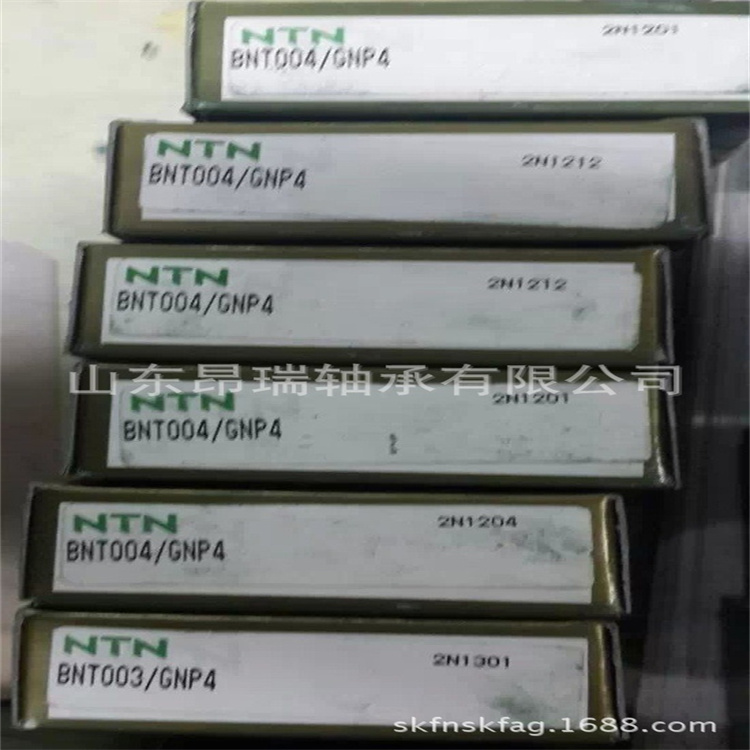 NTN 2N1201
BNT004/GNP4
NTN 2N1212
BNT004/GNP4
NTN 2N1212
BNT004/GNP4
山东昂瑞轴承有限公司
NTN 2N1201
BNT004/GNP4
NTN 2N1204
BNT004/GNP4
NTN 2N1301
BNT003/GNP4
skfnskfag.1688.com